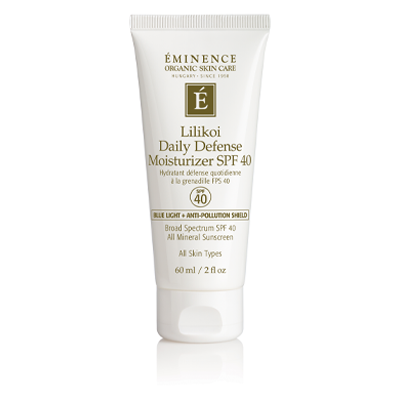 ÉMINENCE
ORGANIC SKIN CARE
HUNGARY • SINCE 1958
É
Lilikoi
Daily Defense
Moisturizer SPF 40
Hydratant défense quotidienne
à la grenadille FPS 40
SPF
40
BLUE LIGHT + ANTI-POLLUTION SHIELD
Broad Spectrum SPF 40
All Mineral Sunscreen
All Skin Types
60 ml / 2 fl oz